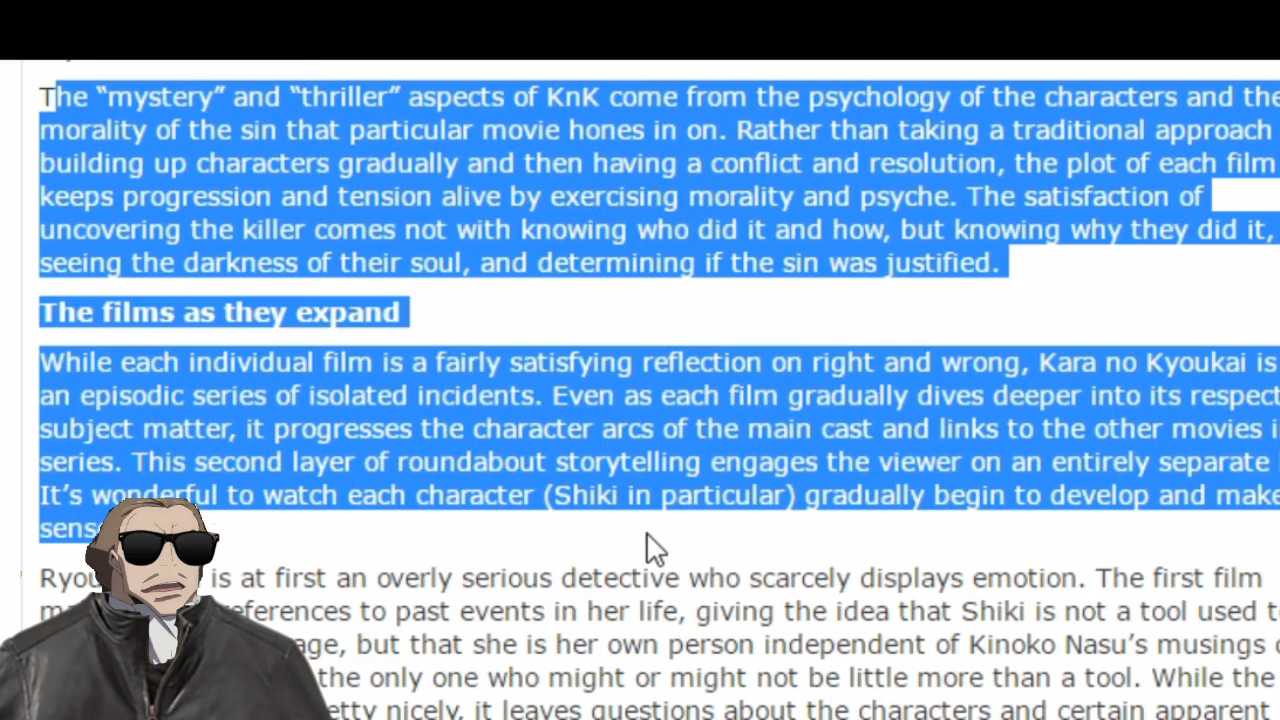 The “mystery” and “thriller” aspects of KnK come from the psychology of the characters and the
morality of the sin that particular movie hones in on. Rather than taking a traditional approach
building up characters gradually and then having a conflict and resolution, the plot of each film
keeps progression and tension alive by exercising morality and psyche. The satisfaction of
uncovering the killer comes not with knowing who did it and how, but knowing why they did it,
seeing the darkness of their soul, and determining if the sin was justified.
The films as they expand
While each individual film is a fairly satisfying reflection on right and wrong, Kara no Kyoukai is
an episodic series of isolated incidents. Even as each film gradually dives deeper into its
subject matter, it progresses the character arcs of the main cast and links to the other movies
series. This second layer of roundabout storytelling engages the viewer on an entirely separate
It’s wonderful to watch each character (Shiki in particular) gradually begin to develop and make
is at first an overly serious detective who scarcely displays emotion. The first film
references to past events in her life, giving the idea that Shiki is not a tool used
but that she is her own person independent of Kinoko Nasu’s musings
the only one who might or might not be little more than a tool. While the
nicely, it leaves questions about the characters and certain apparent